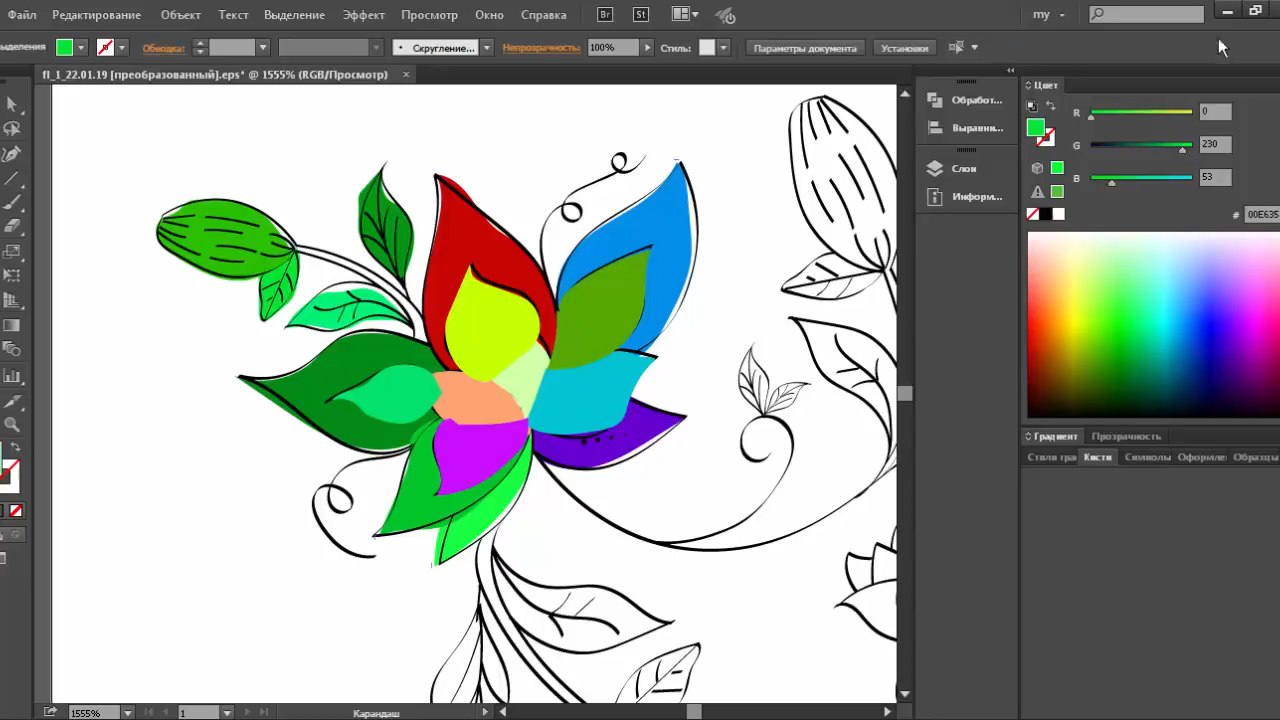 Файл Редактирование Объект Текст Выделение Эффект Просмотр Окно Справка Br St my
ыделения Обводка: Скругление... Непрозрачность: 100% Стиль: Параметры документа Установки
fl_1_22.01.19 [преобразованный].eps* @ 1555% (RGB/Просмотр) ×
Цвет
Обработ...
R 0
Выравни...
G 230
Слои
B 53
Информ...
# 00E635
Градиент Прозрачность
Стили гра Кисти Символы Оформле Образцы
1555% 1 Карандаш